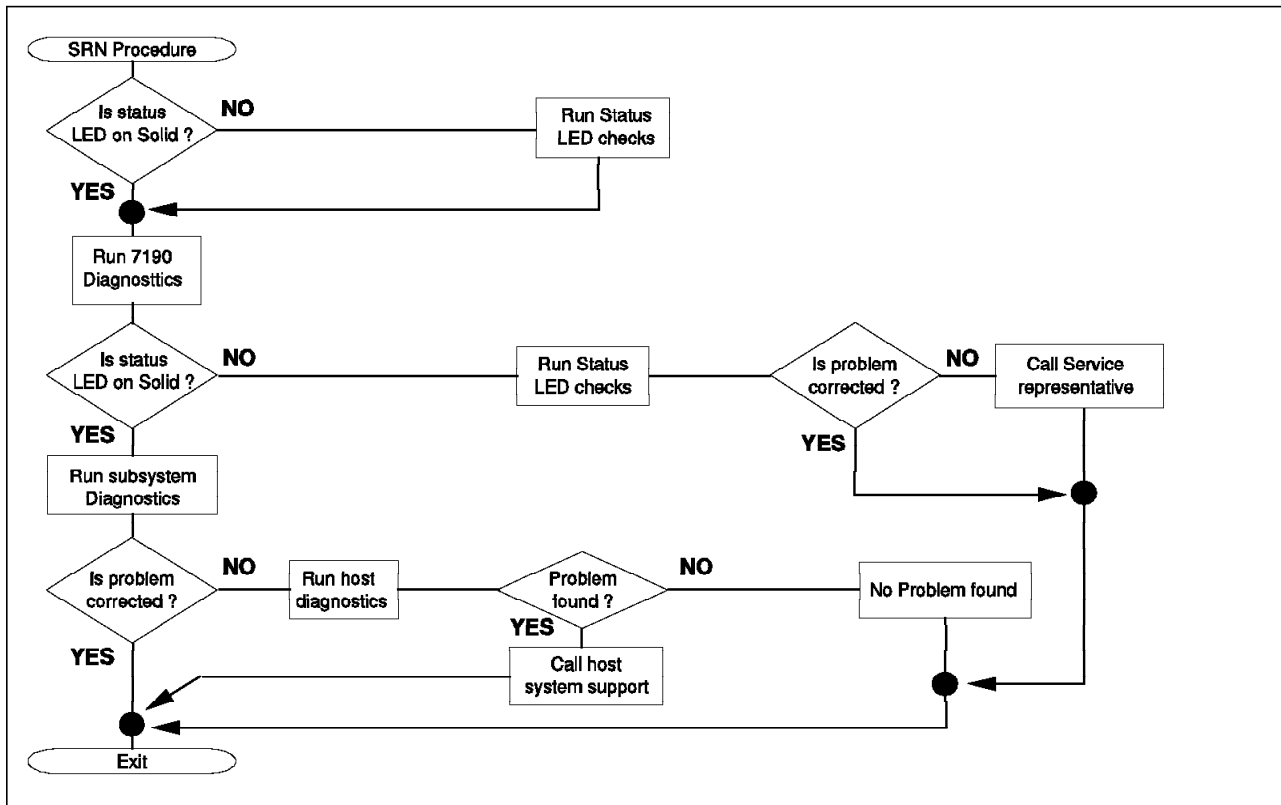 SRN Procedure
Is status
LED on Solid ?
NO
Run Status
LED checks
YES
Run 7190
Diagnosttics
Is status
LED on Solid ?
NO
Run Status
LED checks
Is problem
corrected ?
NO
Call Service
representative
YES
YES
Run subsystem
Diagnostics
Is problem
corrected ?
NO
Run host
diagnostics
Problem
found ?
NO
No Problem found
YES
YES
Call host
system support
Exit